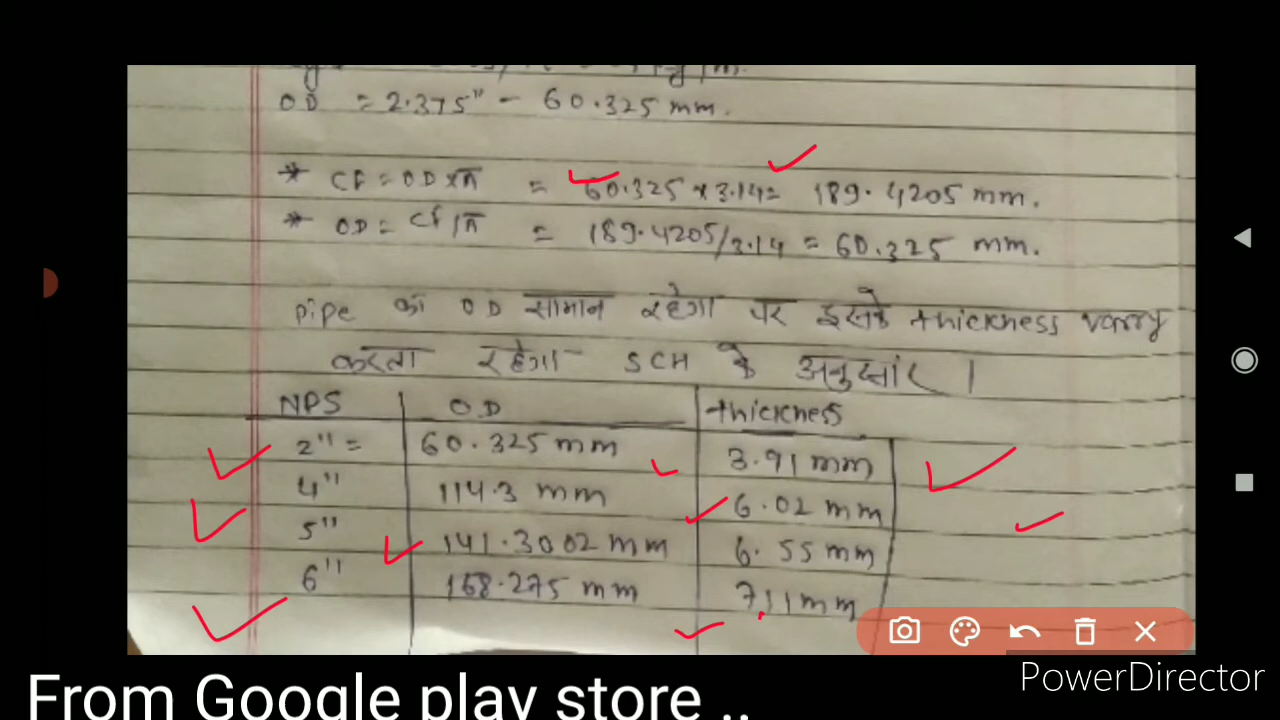 OD = 2.375" - 60.325 mm.
* CF = OD x π = 60.325 x 3.14 = 189.4205 mm.
* OD = CF/π = 189.4205/3.14 = 60.325 mm.
pipe का OD सामान रहेगा पर इसके thickness varry
करता रहेगा SCH के अनुसार।
NPS OD thickness
2" = 60.325 mm 3.91 mm
4" 114.3 mm 6.02 mm
5" 141.3002 mm 6.55 mm
6" 168.275 mm 7.11 mm
PowerDirector
From Google play store ..